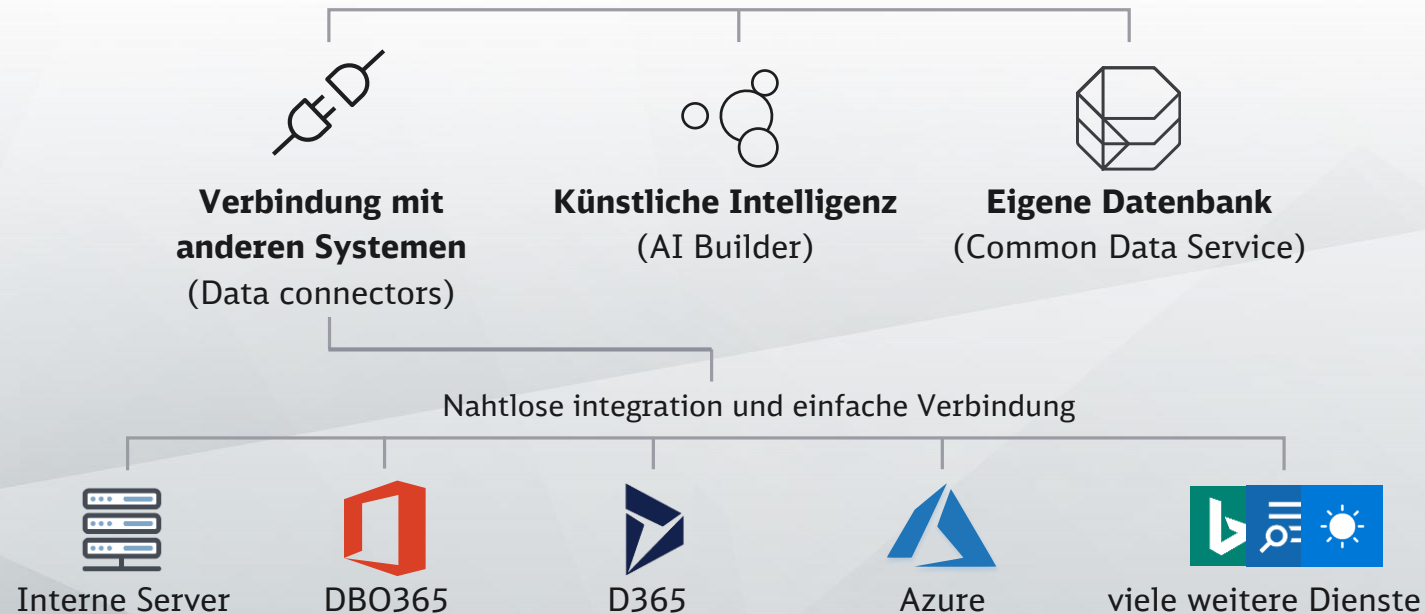 Verbindung mit
anderen Systemen
(Data connectors)
Künstliche Intelligenz
(AI Builder)
Eigene Datenbank
(Common Data Service)
Nahtlose integration und einfache Verbindung
Interne Server
DBO365
D365
Azure
viele weitere Dienste